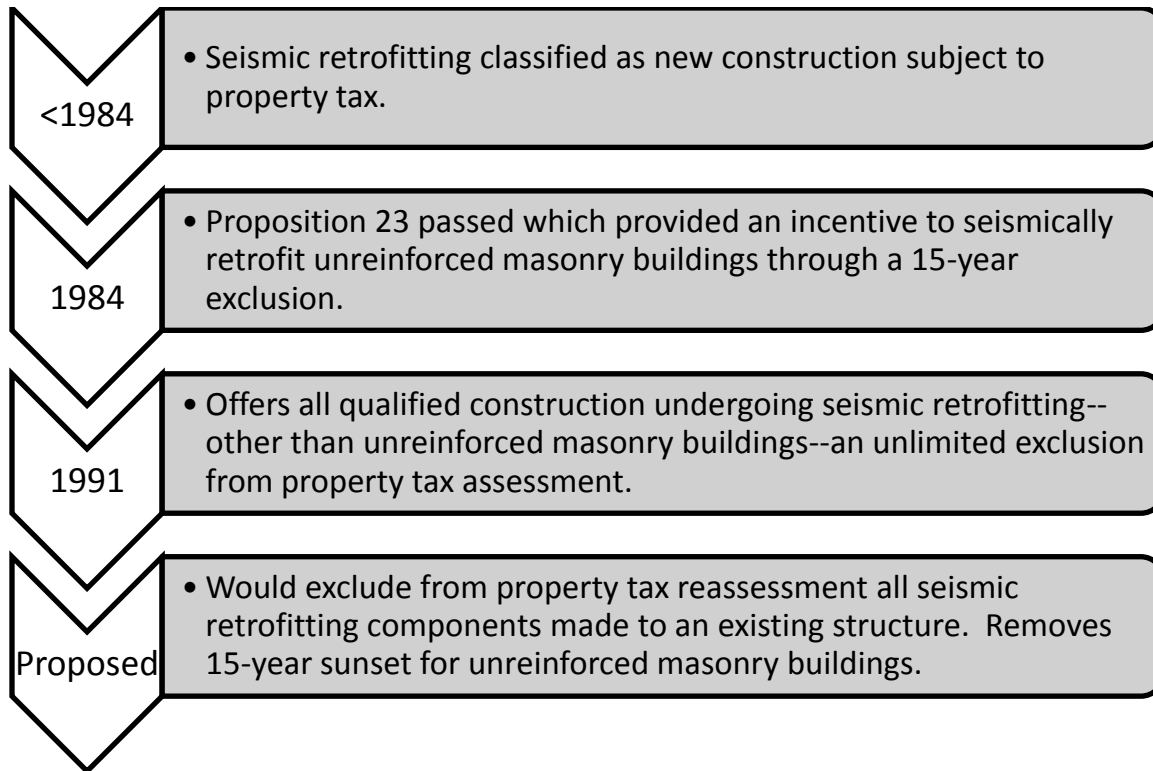 <1984
• Seismic retrofitting classified as new construction subject to
property tax.
1984
• Proposition 23 passed which provided an incentive to seismically
retrofit unreinforced masonry buildings through a 15-year
exclusion.
1991
• Offers all qualified construction undergoing seismic retrofitting--
other than unreinforced masonry buildings--an unlimited exclusion
from property tax assessment.
Proposed
• Would exclude from property tax reassessment all seismic
retrofitting components made to an existing structure.  Removes
15-year sunset for unreinforced masonry buildings.